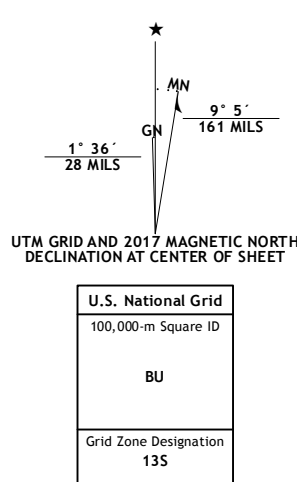 ★
MN
GN
9° 5´
161 MILS
1° 36´
28 MILS
UTM GRID AND 2017 MAGNETIC NORTH
DECLINATION AT CENTER OF SHEET
U.S. National Grid
100,000-m Square ID
BU
Grid Zone Designation
13S